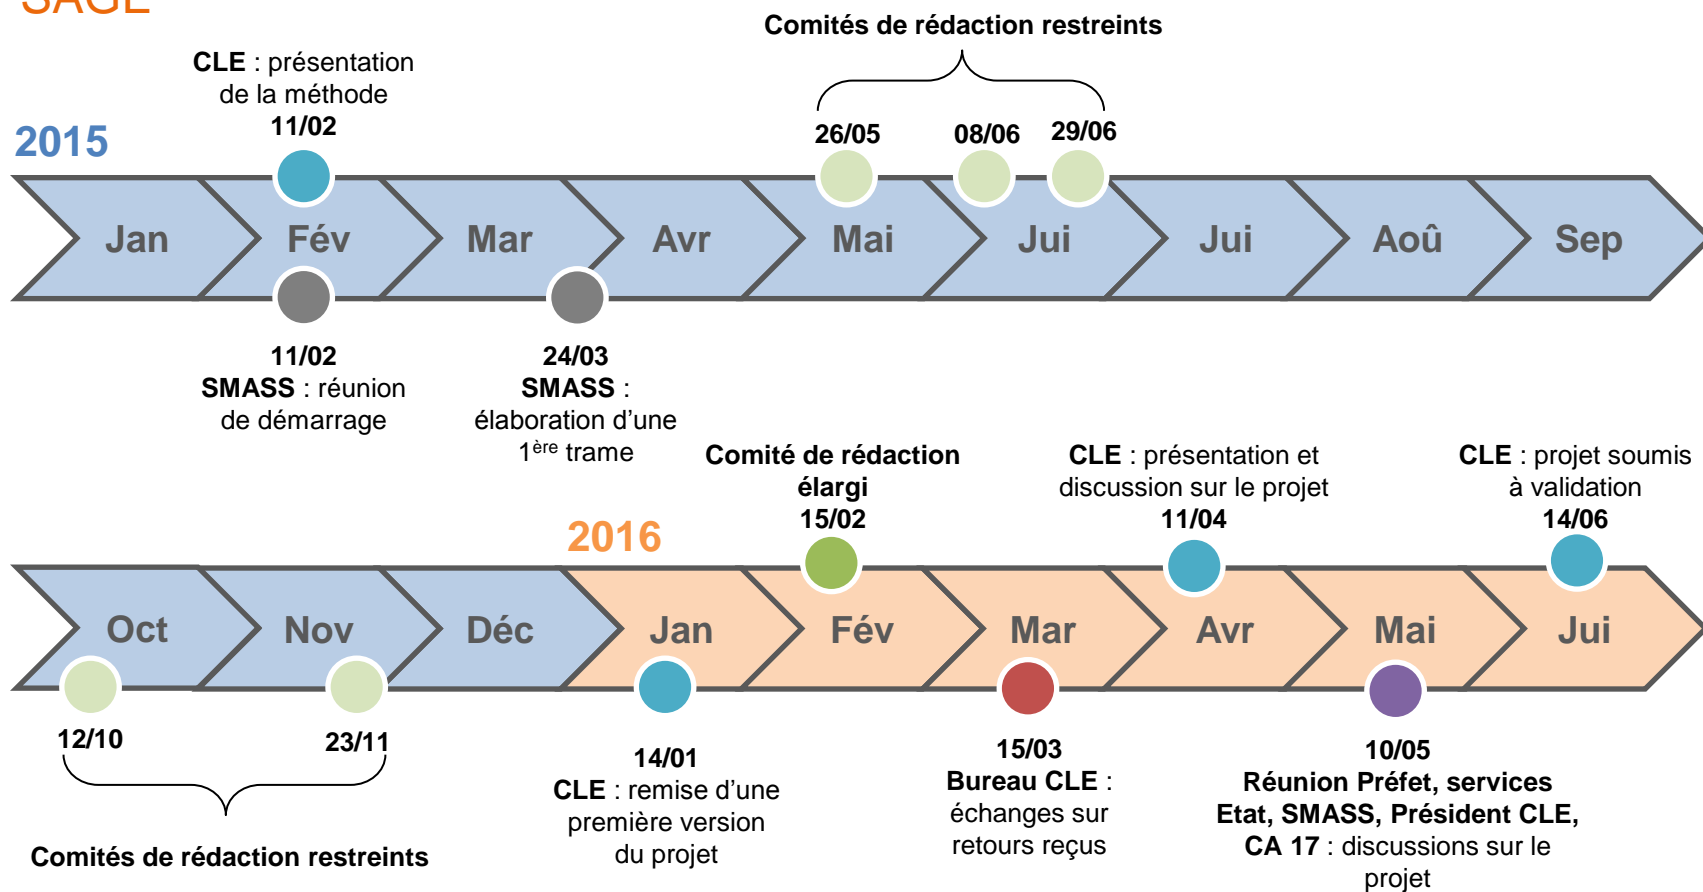 SAGE
Comités de rédaction restreints
CLE : présentation
de la méthode
11/02
26/05
08/06
29/06
2015
Jan
Fév
Mar
Avr
Mai
Jui
Jui
Aoû
Sep
11/02
SMASS : réunion
de démarrage
24/03
SMASS :
élaboration d’une
1ère trame
Comité de rédaction
élargi
15/02
CLE : présentation et
discussion sur le projet
11/04
CLE : projet soumis
à validation
14/06
2016
Oct
Nov
Déc
Jan
Fév
Mar
Avr
Mai
Jui
12/10
23/11
Comités de rédaction restreints
14/01
CLE : remise d’une
première version
du projet
15/03
Bureau CLE :
échanges sur
retours reçus
10/05
Réunion Préfet, services
Etat, SMASS, Président CLE,
CA 17 : discussions sur le
projet